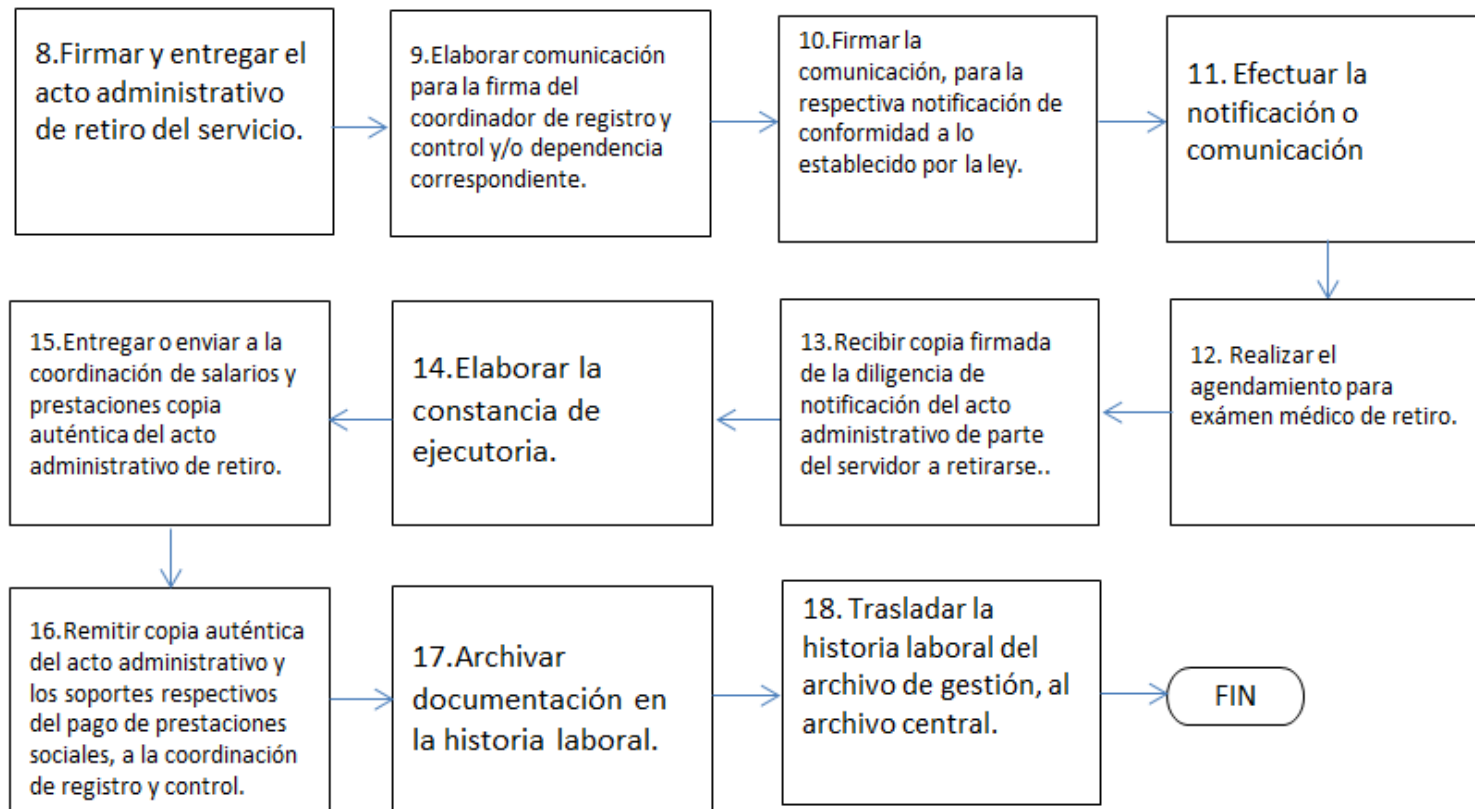 8.Firmar y entregar el
acto administrativo
de retiro del servicio.
9.Elaborar comunicación
para la firma del
coordinador de registro y
control y/o dependencia
correspondiente.
10.Firmar la
comunicación, para la
respectiva notificación de
conformidad a lo
establecido por la ley.
11. Efectuar la
notificación o
comunicación
12. Realizar el
agendamiento para
exámen médico de retiro.
13.Recibir copia firmada
de la diligencia de
notificación del acto
administrativo de parte
del servidor a retirarse..
14.Elaborar la
constancia de
ejecutoria.
15.Entregar o enviar a la
coordinación de salarios y
prestaciones copia
auténtica del acto
administrativo de retiro.
16.Remitir copia auténtica
del acto administrativo y
los soportes respectivos
del pago de prestaciones
sociales, a la coordinación
de registro y control.
17.Archivar
documentación en
la historia laboral.
18. Trasladar la
historia laboral del
archivo de gestión, al
archivo central.
FIN